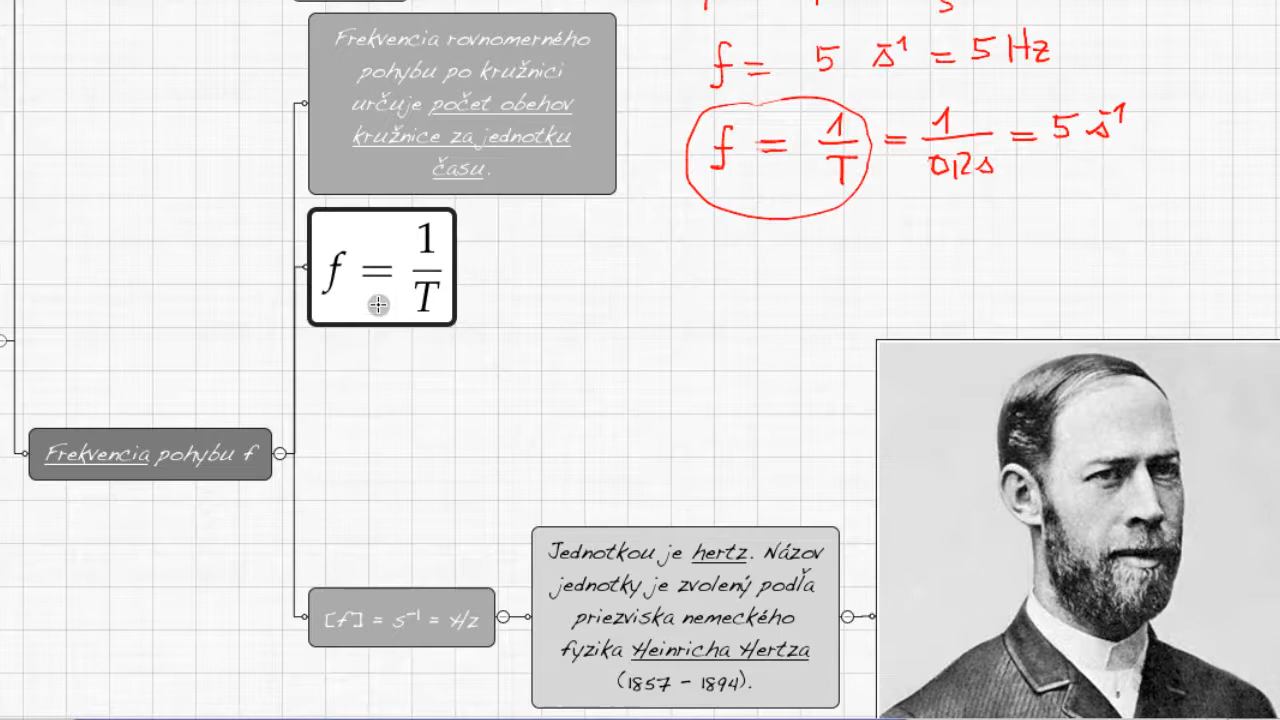 Frekvencia rovnomerného
pohybu po kružnici
určuje počet obehov
kružnice za jednotku
času.
f = 5 s⁻¹ = 5 Hz
f = 1/T = 1/0,2s = 5 s⁻¹
f = 1/T
Frekvencia pohybu f
[f] = s⁻¹ = Hz
Jednotkou je hertz. Názov
jednotky je zvolený podľa
priezviska nemeckého
fyzika Heinricha Hertza
(1857 - 1894).